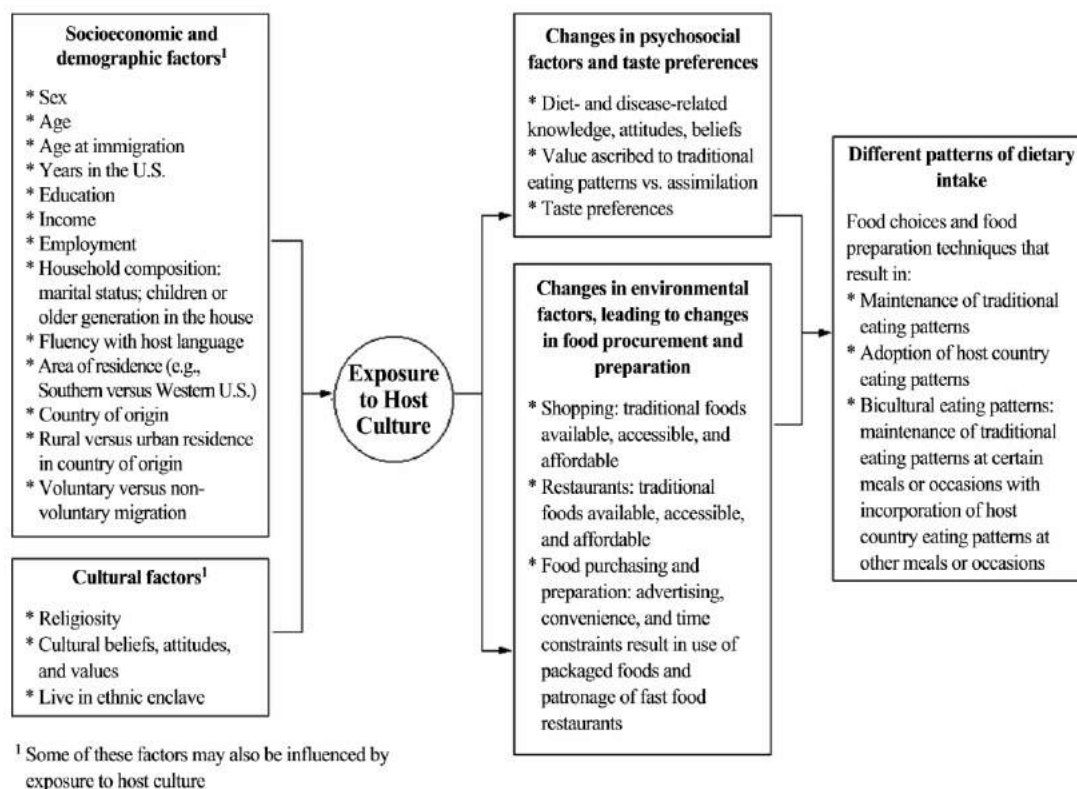 Socioeconomic and
demographic factors¹
* Sex
* Age
* Age at immigration
* Years in the U.S.
* Education
* Income
* Employment
* Household composition:
marital status; children or
older generation in the house
* Fluency with host language
* Area of residence (e.g.,
Southern versus Western U.S.)
* Country of origin
* Rural versus urban residence
in country of origin
* Voluntary versus non-
voluntary migration
Cultural factors¹
* Religiosity
* Cultural beliefs, attitudes,
and values
* Live in ethnic enclave
¹ Some of these factors may also be influenced by
exposure to host culture
Exposure
to Host
Culture
Changes in psychosocial
factors and taste preferences
* Diet- and disease-related
knowledge, attitudes, beliefs
* Value ascribed to traditional
eating patterns vs. assimilation
* Taste preferences
Changes in environmental
factors, leading to changes
in food procurement and
preparation
* Shopping: traditional foods
available, accessible, and
affordable
* Restaurants: traditional
foods available, accessible,
and affordable
* Food purchasing and
preparation: advertising,
convenience, and time
constraints result in use of
packaged foods and
patronage of fast food
restaurants
Different patterns of dietary
intake
Food choices and food
preparation techniques that
result in:
* Maintenance of traditional
eating patterns
* Adoption of host country
eating patterns
* Bicultural eating patterns:
maintenance of traditional
eating patterns at certain
meals or occasions with
incorporation of host
country eating patterns at
other meals or occasions